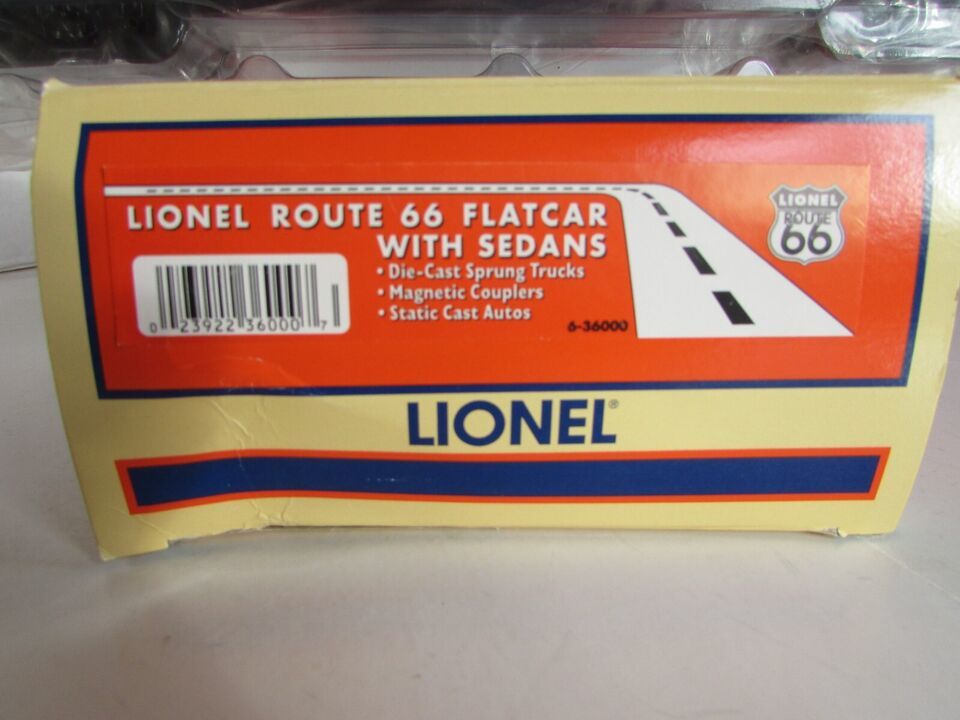 LIONEL ROUTE 66 FLATCAR
WITH SEDANS
• Die-Cast Sprung Trucks
• Magnetic Couplers
• Static Cast Autos
6-36000
0 23922 36000 7
LIONEL
ROUTE
66
LIONEL®